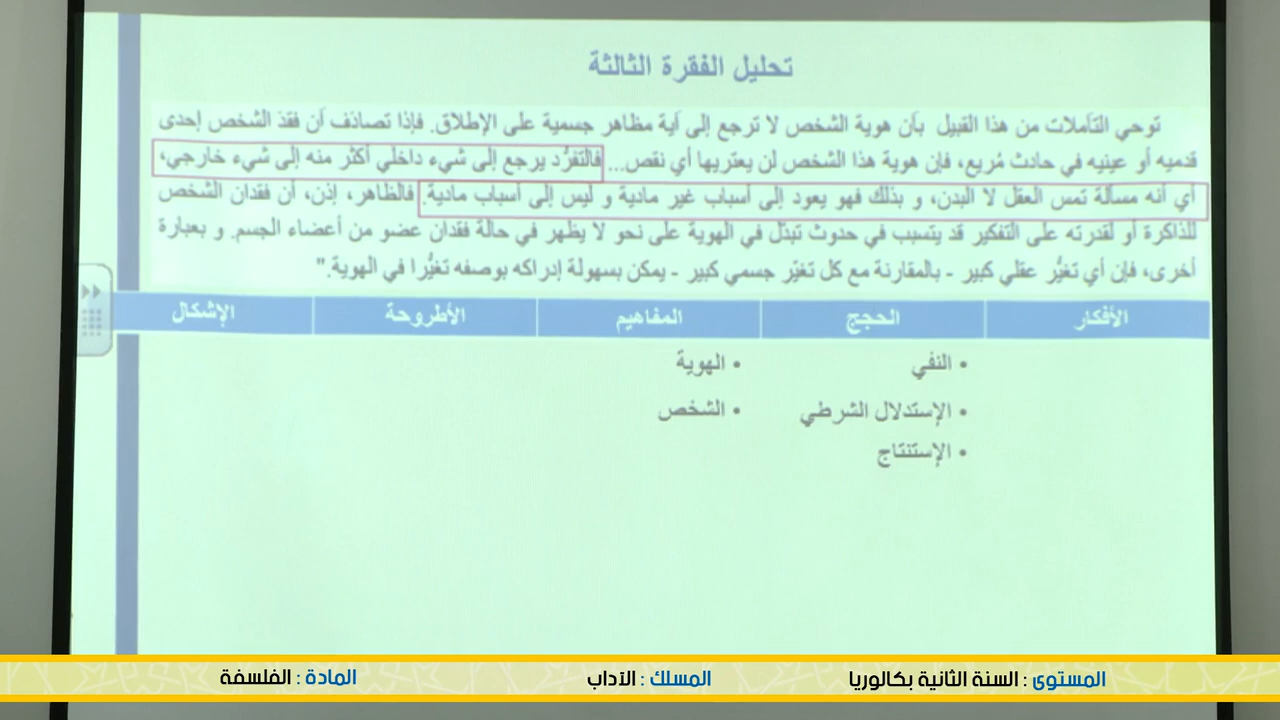 تحليل الفقرة الثالثة
توحي التأملات من هذا القبيل بأن هوية الشخص لا ترجع إلى أية مظاهر جسمية على الإطلاق. فإذا تصادَف أن فقدَ الشخص إحدى
قدميه أو عينيه في حادث مُريع، فإن هوية هذا الشخص لن يعتريها أي نقص... فالتفرُّد يرجع إلى شيء داخلي أكثر منه إلى شيء خارجي،
أي أنه مسألة تمس العقل لا البدن، و بذلك فهو يعود إلى أسباب غير مادية و ليس إلى أسباب مادية. فالظاهر، إذن، أن فقدان الشخص
للذاكرة أو لقدرته على التفكير قد يتسبب في حدوث تبدّل في الهوية على نحو لا يظهر في حالة فقدان عضو من أعضاء الجسم. و بعبارة
أخرى، فإن أي تغيُّر عقلي كبير - بالمقارنة مع كل تغيّر جسمي كبير - يمكن بسهولة إدراكه بوصفه تغيُّرا في الهوية."
الأفكار الحجج المفاهيم الأطروحة الإشكال
• النفي • الهوية
• الإستدلال الشرطي • الشخص
• الإستنتاج
المستوى : السنة الثانية بكالوريا المسلك : الآداب المادة : الفلسفة